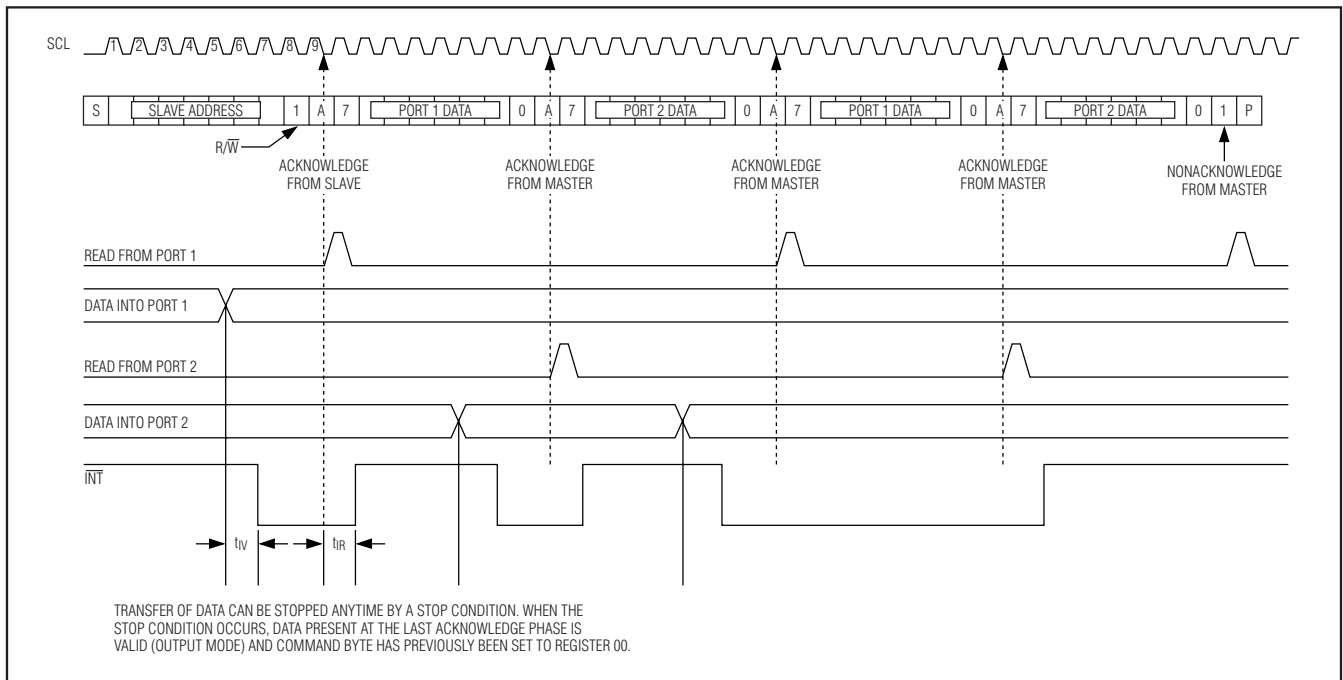 SCL 1 2 3 4 5 6 7 8 9
S SLAVE ADDRESS 1 A 7 PORT 1 DATA 0 A 7 PORT 2 DATA 0 A 7 PORT 1 DATA 0 A 7 PORT 2 DATA 0 1 P
R/W̅
ACKNOWLEDGE
FROM SLAVE
ACKNOWLEDGE
FROM MASTER
ACKNOWLEDGE
FROM MASTER
ACKNOWLEDGE
FROM MASTER
NONACKNOWLEDGE
FROM MASTER
READ FROM PORT 1
DATA INTO PORT 1
READ FROM PORT 2
DATA INTO PORT 2
I̅N̅T̅
tIV tIR
TRANSFER OF DATA CAN BE STOPPED ANYTIME BY A STOP CONDITION. WHEN THE
STOP CONDITION OCCURS, DATA PRESENT AT THE LAST ACKNOWLEDGE PHASE IS
VALID (OUTPUT MODE) AND COMMAND BYTE HAS PREVIOUSLY BEEN SET TO REGISTER 00.